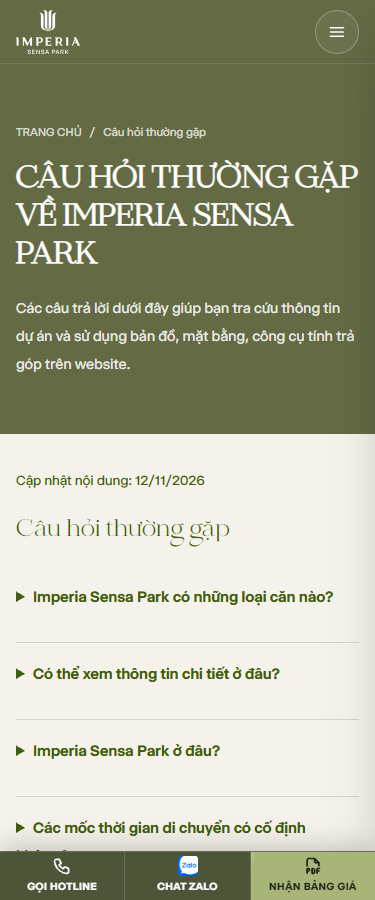 IMPERIA
SENSA PARK
TRANG CHỦ / Câu hỏi thường gặp
CÂU HỎI THƯỜNG GẶP
VỀ IMPERIA SENSA
PARK
Các câu trả lời dưới đây giúp bạn tra cứu thông tin
dự án và sử dụng bản đồ, mặt bằng, công cụ tính trả
góp trên website.
Cập nhật nội dung: 12/11/2026
Câu hỏi thường gặp
Imperia Sensa Park có những loại căn nào?
Có thể xem thông tin chi tiết ở đâu?
Imperia Sensa Park ở đâu?
Các mốc thời gian di chuyển có cố định
GỌI HOTLINE
Zalo
CHAT ZALO
PDF
NHẬN BẢNG GIÁ